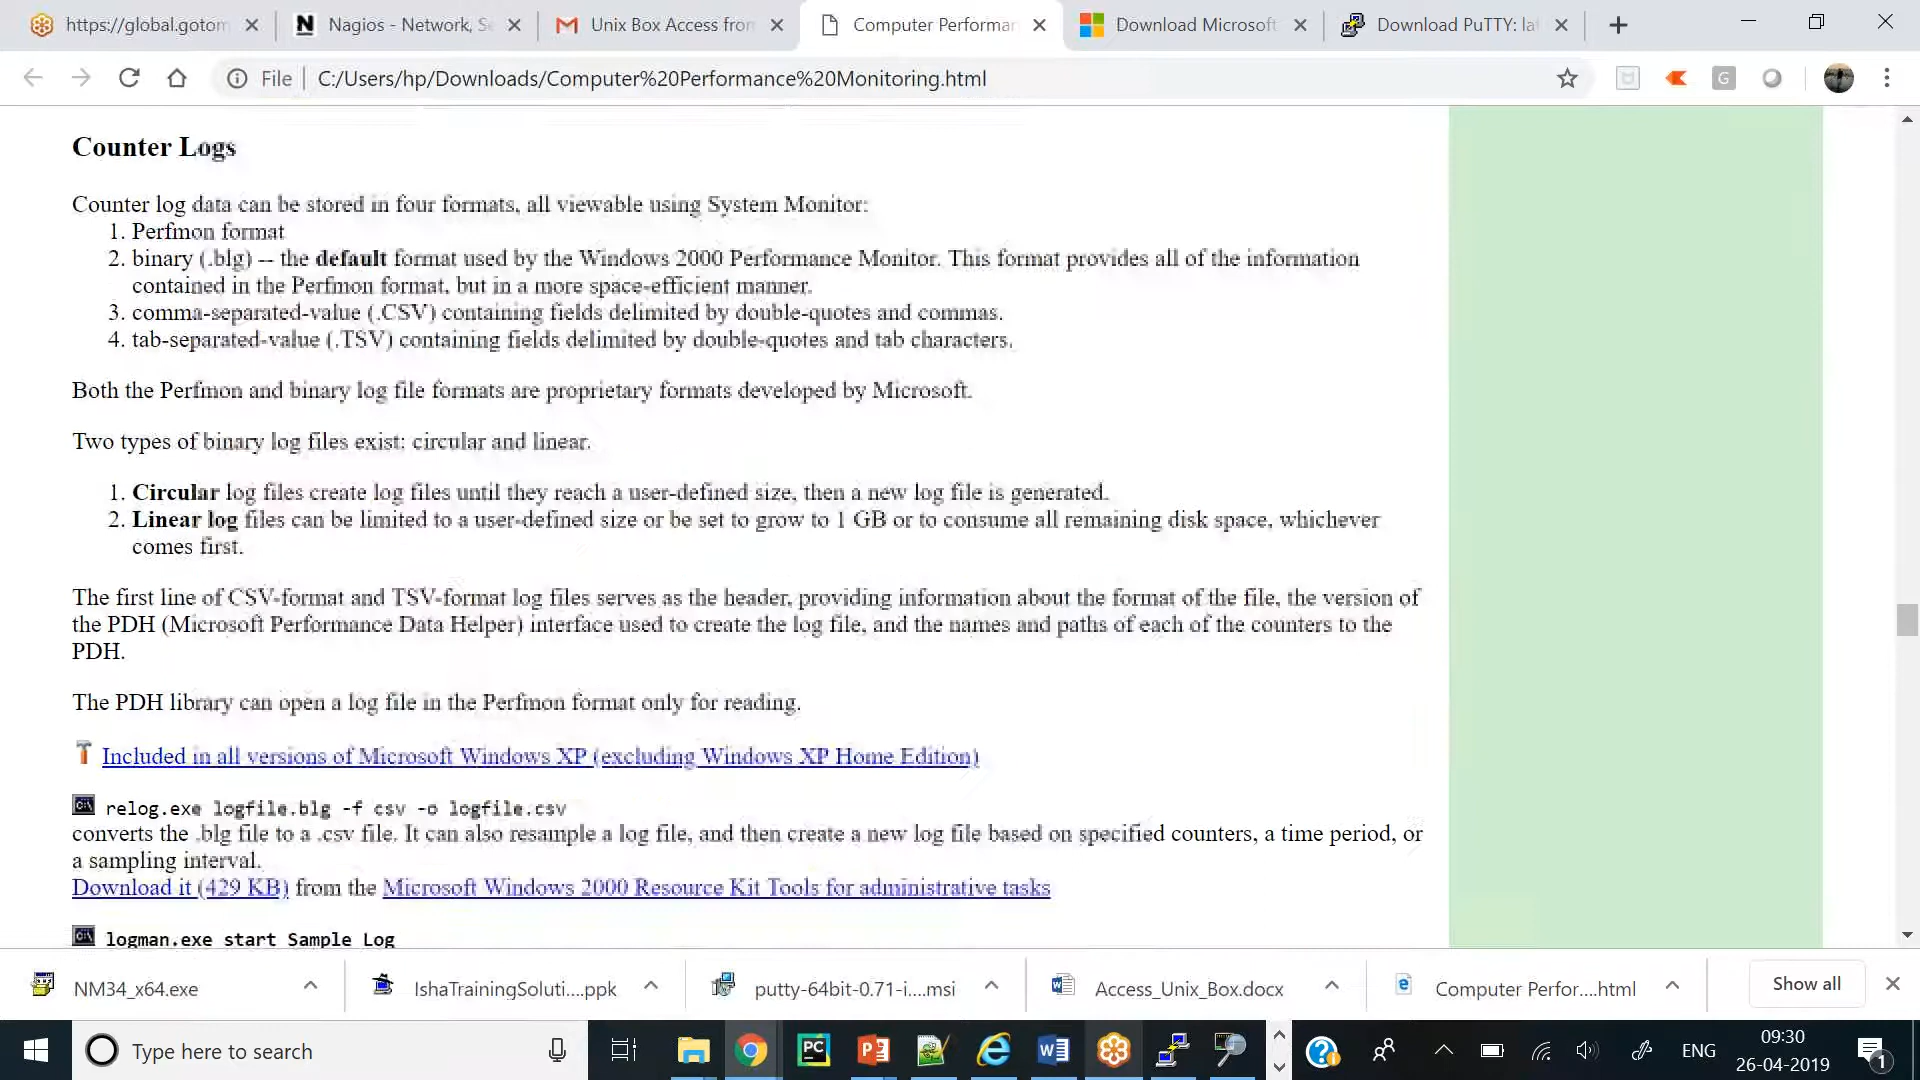 https://global.gotom
Nagios - Network, Se
Unix Box Access from
Computer Performan
Download Microsoft
Download PuTTY: lat
File
C:/Users/hp/Downloads/Computer%20Performance%20Monitoring.html
Counter Logs
Counter log data can be stored in four formats, all viewable using System Monitor:
1. Perfmon format
2. binary (.blg) -- the default format used by the Windows 2000 Performance Monitor. This format provides all of the information
contained in the Perfmon format, but in a more space-efficient manner.
3. comma-separated-value (.CSV) containing fields delimited by double-quotes and commas.
4. tab-separated-value (.TSV) containing fields delimited by double-quotes and tab characters.
Both the Perfmon and binary log file formats are proprietary formats developed by Microsoft.
Two types of binary log files exist: circular and linear.
1. Circular log files create log files until they reach a user-defined size, then a new log file is generated.
2. Linear log files can be limited to a user-defined size or be set to grow to 1 GB or to consume all remaining disk space, whichever
comes first.
The first line of CSV-format and TSV-format log files serves as the header, providing information about the format of the file, the version of
the PDH (Microsoft Performance Data Helper) interface used to create the log file, and the names and paths of each of the counters to the
PDH.
The PDH library can open a log file in the Perfmon format only for reading.
Included in all versions of Microsoft Windows XP (excluding Windows XP Home Edition)
relog.exe logfile.blg -f csv -o logfile.csv
converts the .blg file to a .csv file. It can also resample a log file, and then create a new log file based on specified counters, a time period, or
a sampling interval.
Download it (429 KB) from the Microsoft Windows 2000 Resource Kit Tools for administrative tasks
logman.exe start Sample_Log
NM34_x64.exe
IshaTrainingSoluti....ppk
putty-64bit-0.71-i....msi
Access_Unix_Box.docx
Computer Perfor....html
Show all
Type here to search
ENG
09:30
26-04-2019
1